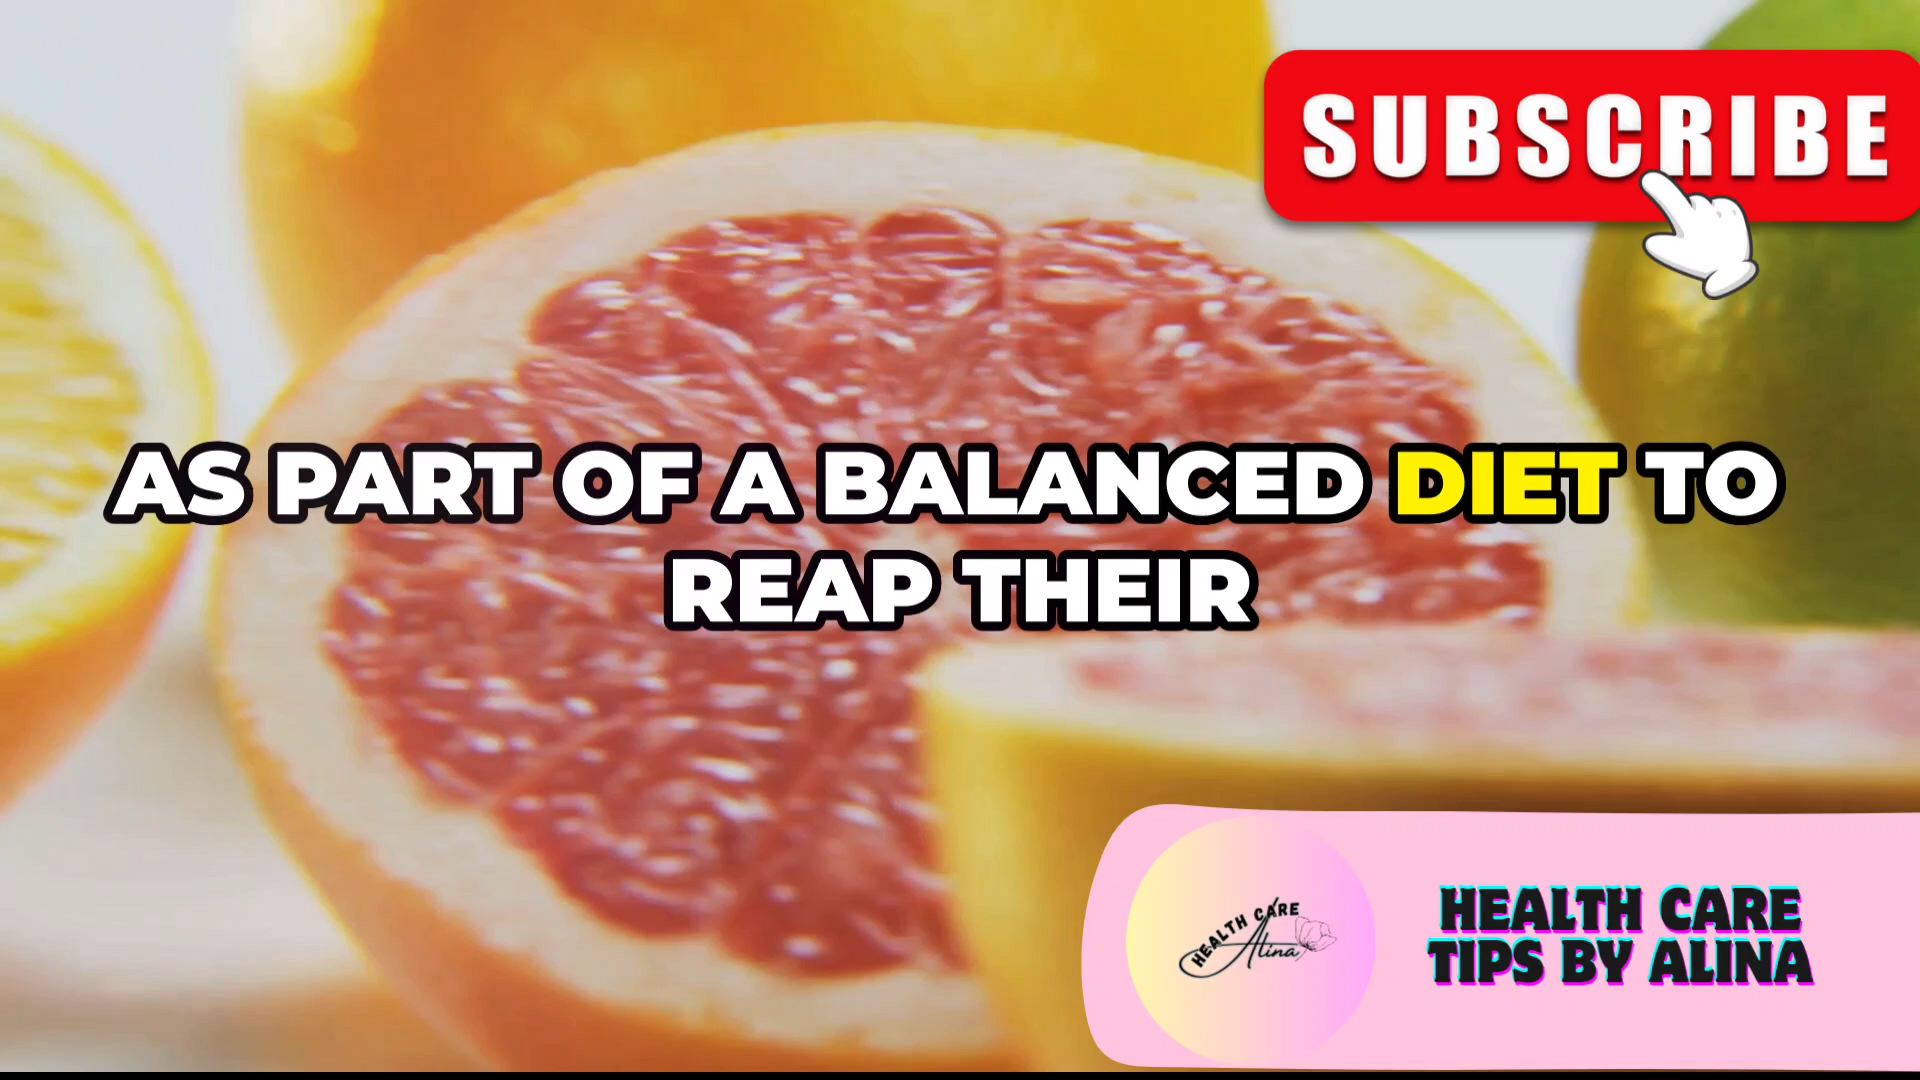 SUBSCRIBE
AS PART OF A BALANCED DIET TO
REAP THEIR
HEALTH CARE
Alina
HEALTH CARE
TIPS BY ALINA